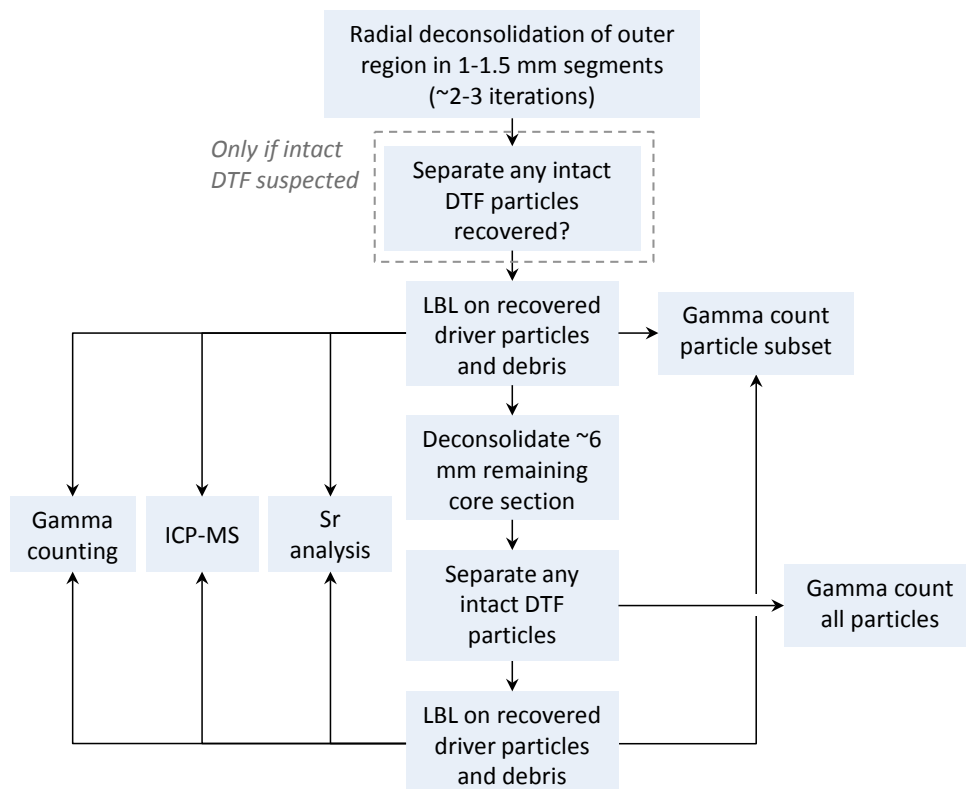 Radial deconsolidation of outer
region in 1-1.5 mm segments
(~2-3 iterations)
Only if intact
DTF suspected
Separate any intact
DTF particles
recovered?
LBL on recovered
driver particles
and debris
Gamma count
particle subset
Deconsolidate ~6
mm remaining
core section
Gamma
counting
ICP-MS
Sr
analysis
Separate any
intact DTF
particles
Gamma count
all particles
LBL on recovered
driver particles
and debris